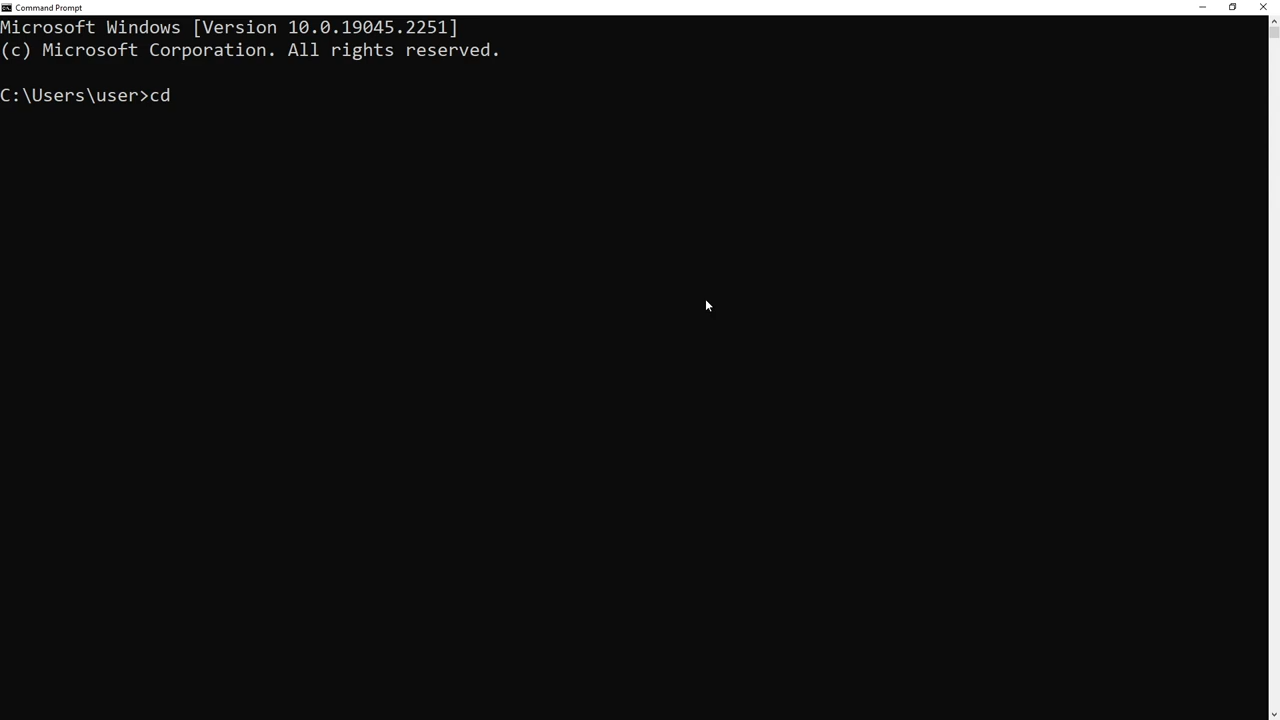 Command Prompt
Microsoft Windows [Version 10.0.19045.2251]
(c) Microsoft Corporation. All rights reserved.
C:\Users\user>cd